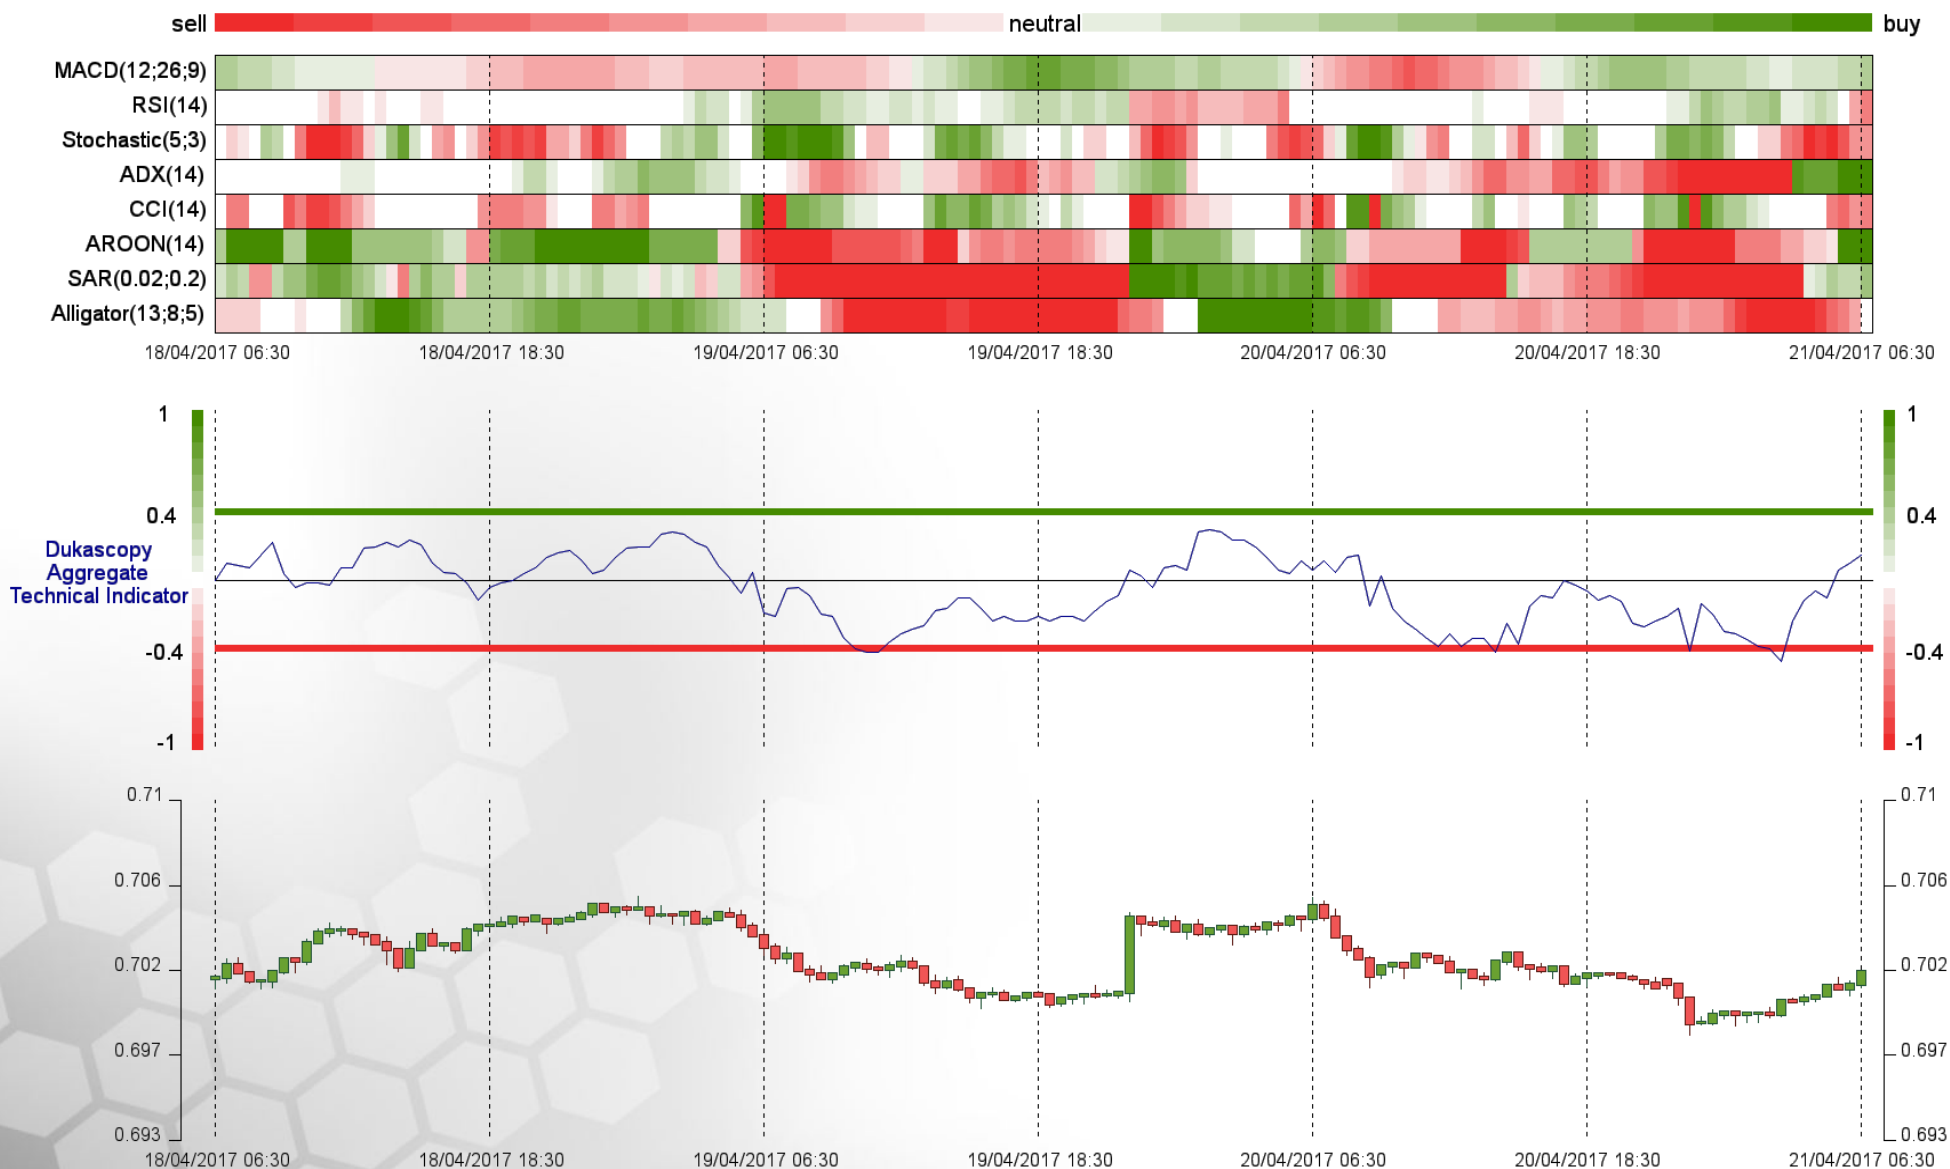 sell neutral buy
MACD(12;26;9)
RSI(14)
Stochastic(5;3)
ADX(14)
CCI(14)
AROON(14)
SAR(0.02;0.2)
Alligator(13;8;5)
18/04/2017 06:30 18/04/2017 18:30 19/04/2017 06:30 19/04/2017 18:30 20/04/2017 06:30 20/04/2017 18:30 21/04/2017 06:30
1 1
0.4 0.4
Dukascopy
Aggregate
Technical Indicator
-0.4 -0.4
-1 -1
0.71 0.71
0.706 0.706
0.702 0.702
0.697 0.697
0.693 0.693
18/04/2017 06:30 18/04/2017 18:30 19/04/2017 06:30 19/04/2017 18:30 20/04/2017 06:30 20/04/2017 18:30 21/04/2017 06:30